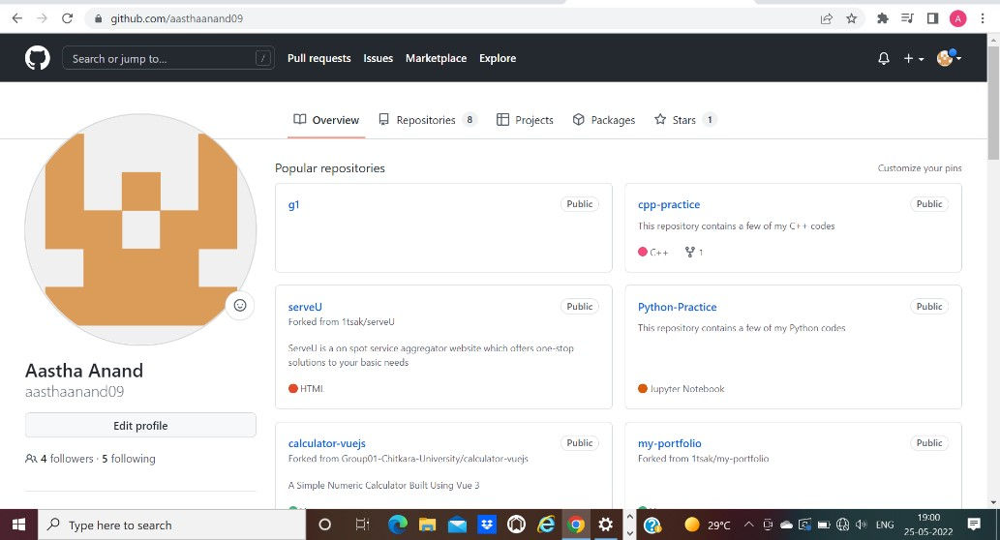 github.com/aasthaanand09
A
Search or jump to...
/
Pull requests
Issues
Marketplace
Explore
Overview
Repositories 8
Projects
Packages
Stars 1
Popular repositories
Customize your pins
g1
Public
cpp-practice
Public
This repository contains a few of my C++ codes
C++
1
serveU
Public
Forked from 1tsak/serveU
ServeU is a on spot service aggregator website which offers one-stop
solutions to your basic needs
HTML
Python-Practice
Public
This repository contains a few of my Python codes
Jupyter Notebook
calculator-vuejs
Public
Forked from Group01-Chitkara-University/calculator-vuejs
A Simple Numeric Calculator Built Using Vue 3
my-portfolio
Public
Forked from 1tsak/my-portfolio
Aastha Anand
aasthaanand09
Edit profile
4 followers · 5 following
Type here to search
29°C
ENG
19:00
25-05-2022